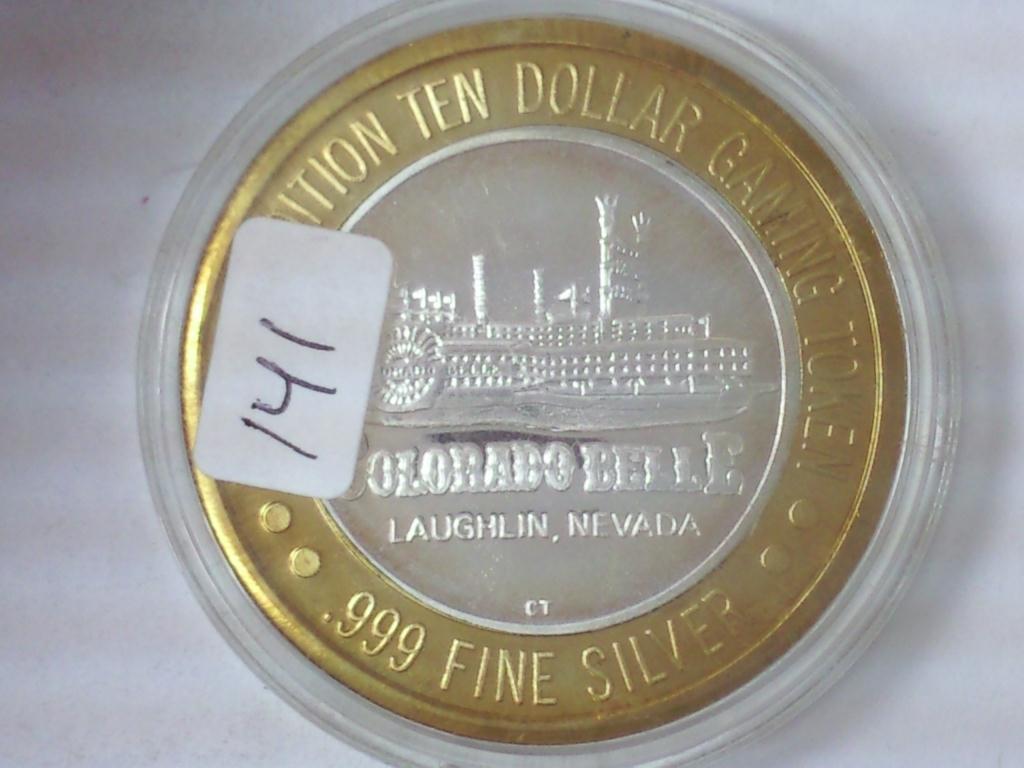 ITION TEN DOLLAR GAMING TOKEN
141
COLORADO BELLE
LAUGHLIN, NEVADA
CT
.999 FINE SILVER